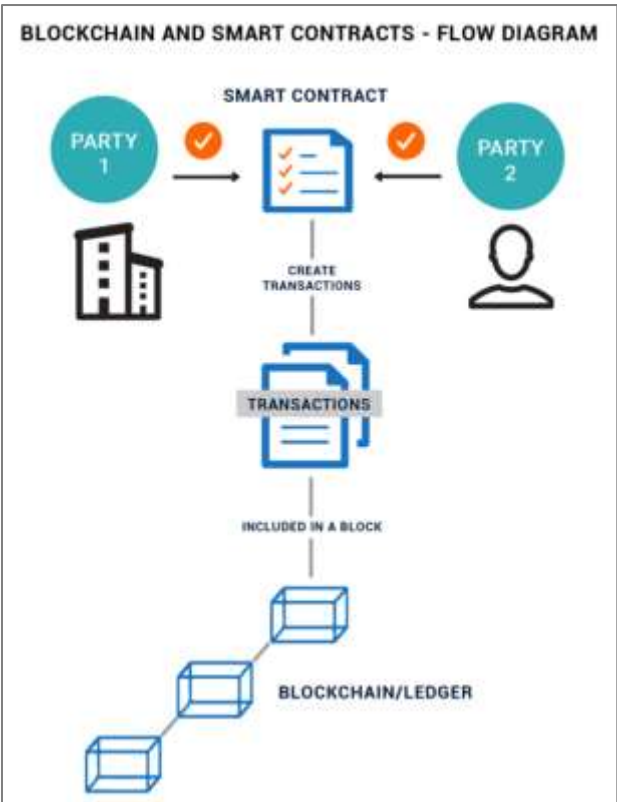 BLOCKCHAIN AND SMART CONTRACTS - FLOW DIAGRAM
SMART CONTRACT
PARTY
1
PARTY
2
CREATE
TRANSACTIONS
TRANSACTIONS
INCLUDED IN A BLOCK
BLOCKCHAIN/LEDGER